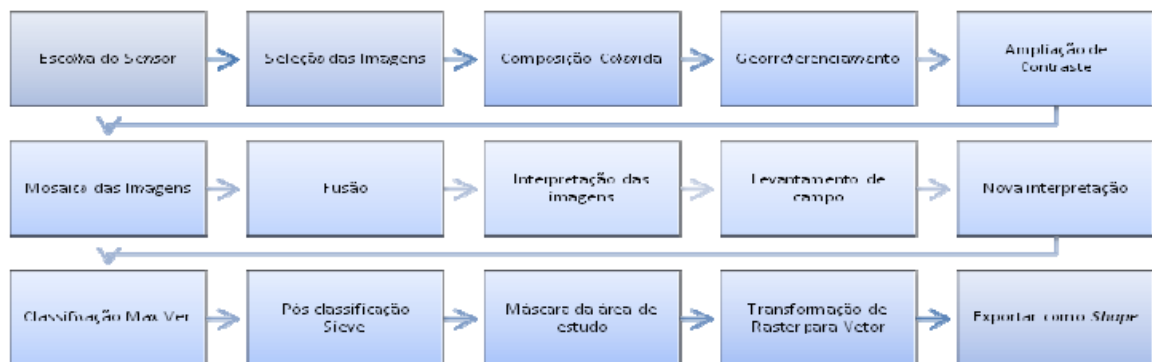 Escolha do Sensor
Seleção das Imagens
Composição Colorida
Georreferenciamento
Ampliação de
Contraste
Mosaico das Imagens
Fusão
Interpretação das
imagens
Levantamento de
campo
Nova interpretação
Classificação Max Ver
Pós classificação
Sieve
Máscara da área de
estudo
Transformação de
Raster para Vetor
Exportar como Shape